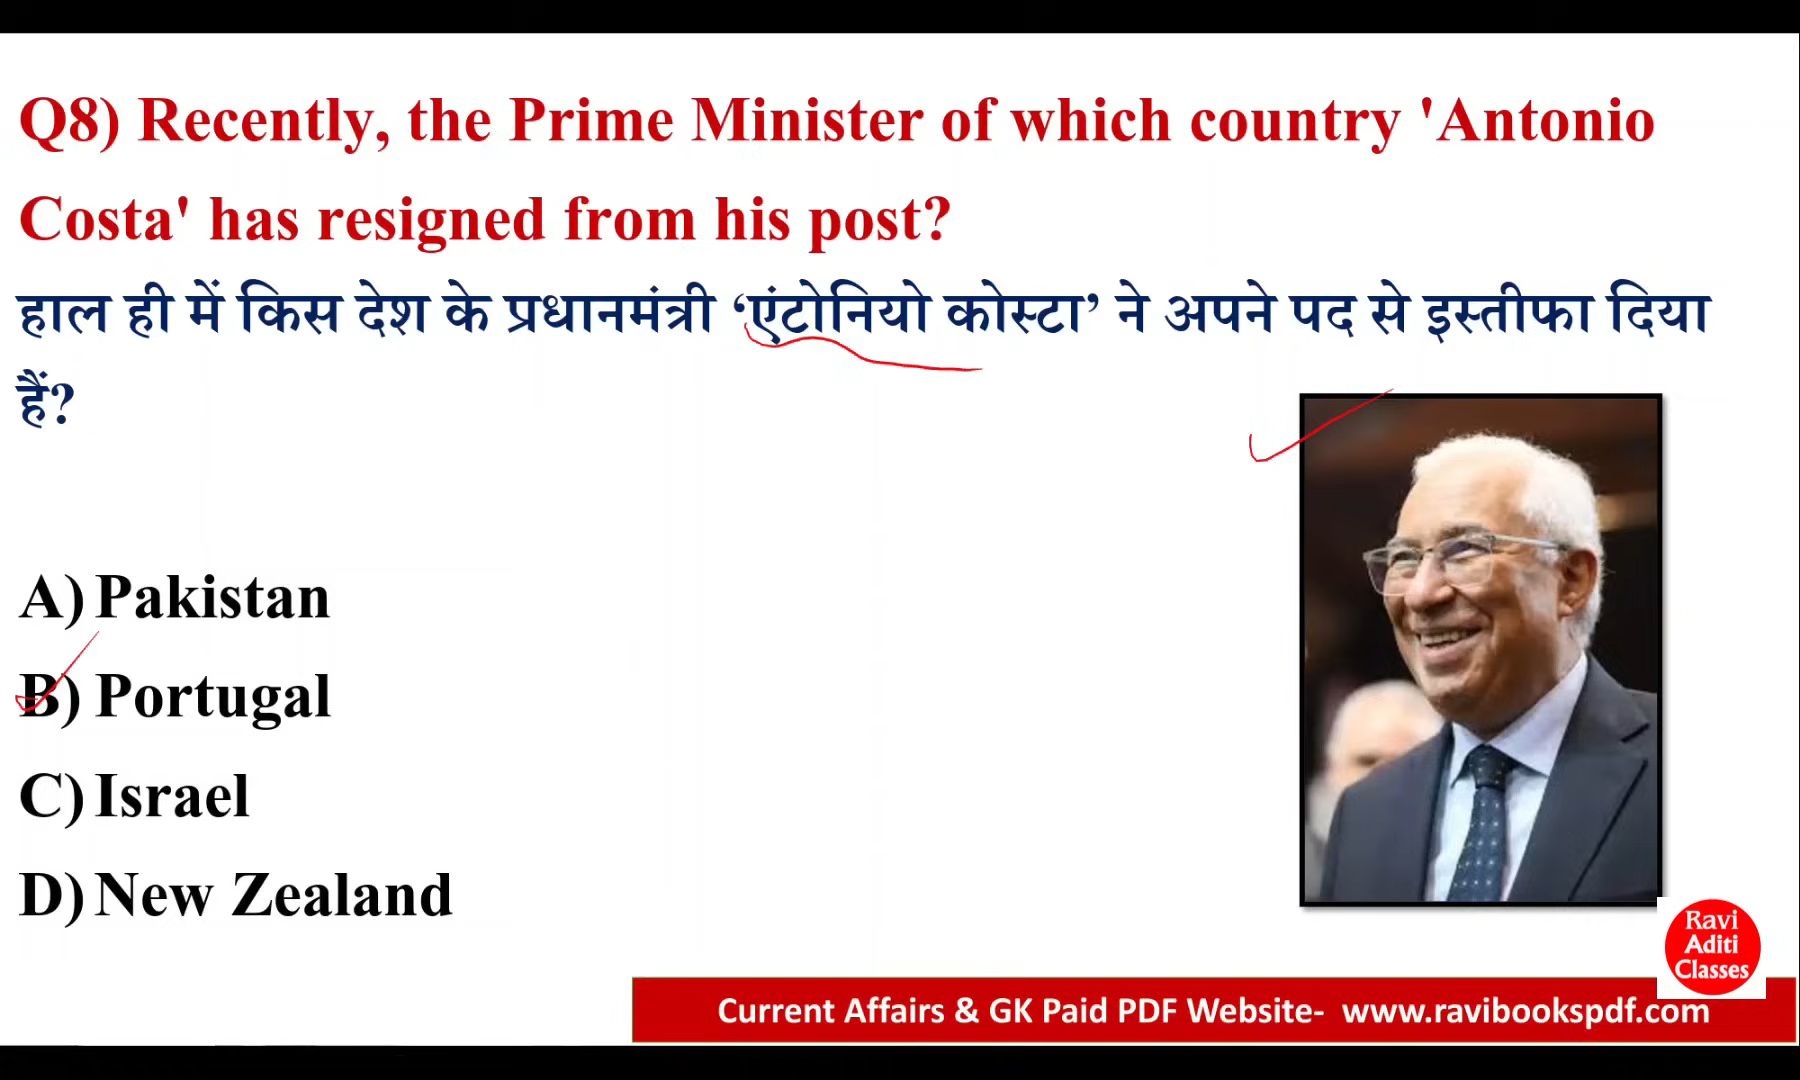 Q8) Recently, the Prime Minister of which country 'Antonio
Costa' has resigned from his post?
हाल ही में किस देश के प्रधानमंत्री ‘एंटोनियो कोस्टा’ ने अपने पद से इस्तीफा दिया
हैं?
A) Pakistan
B) Portugal
C) Israel
D) New Zealand
Ravi
Aditi
Classes
Current Affairs & GK Paid PDF Website- www.ravibookspdf.com